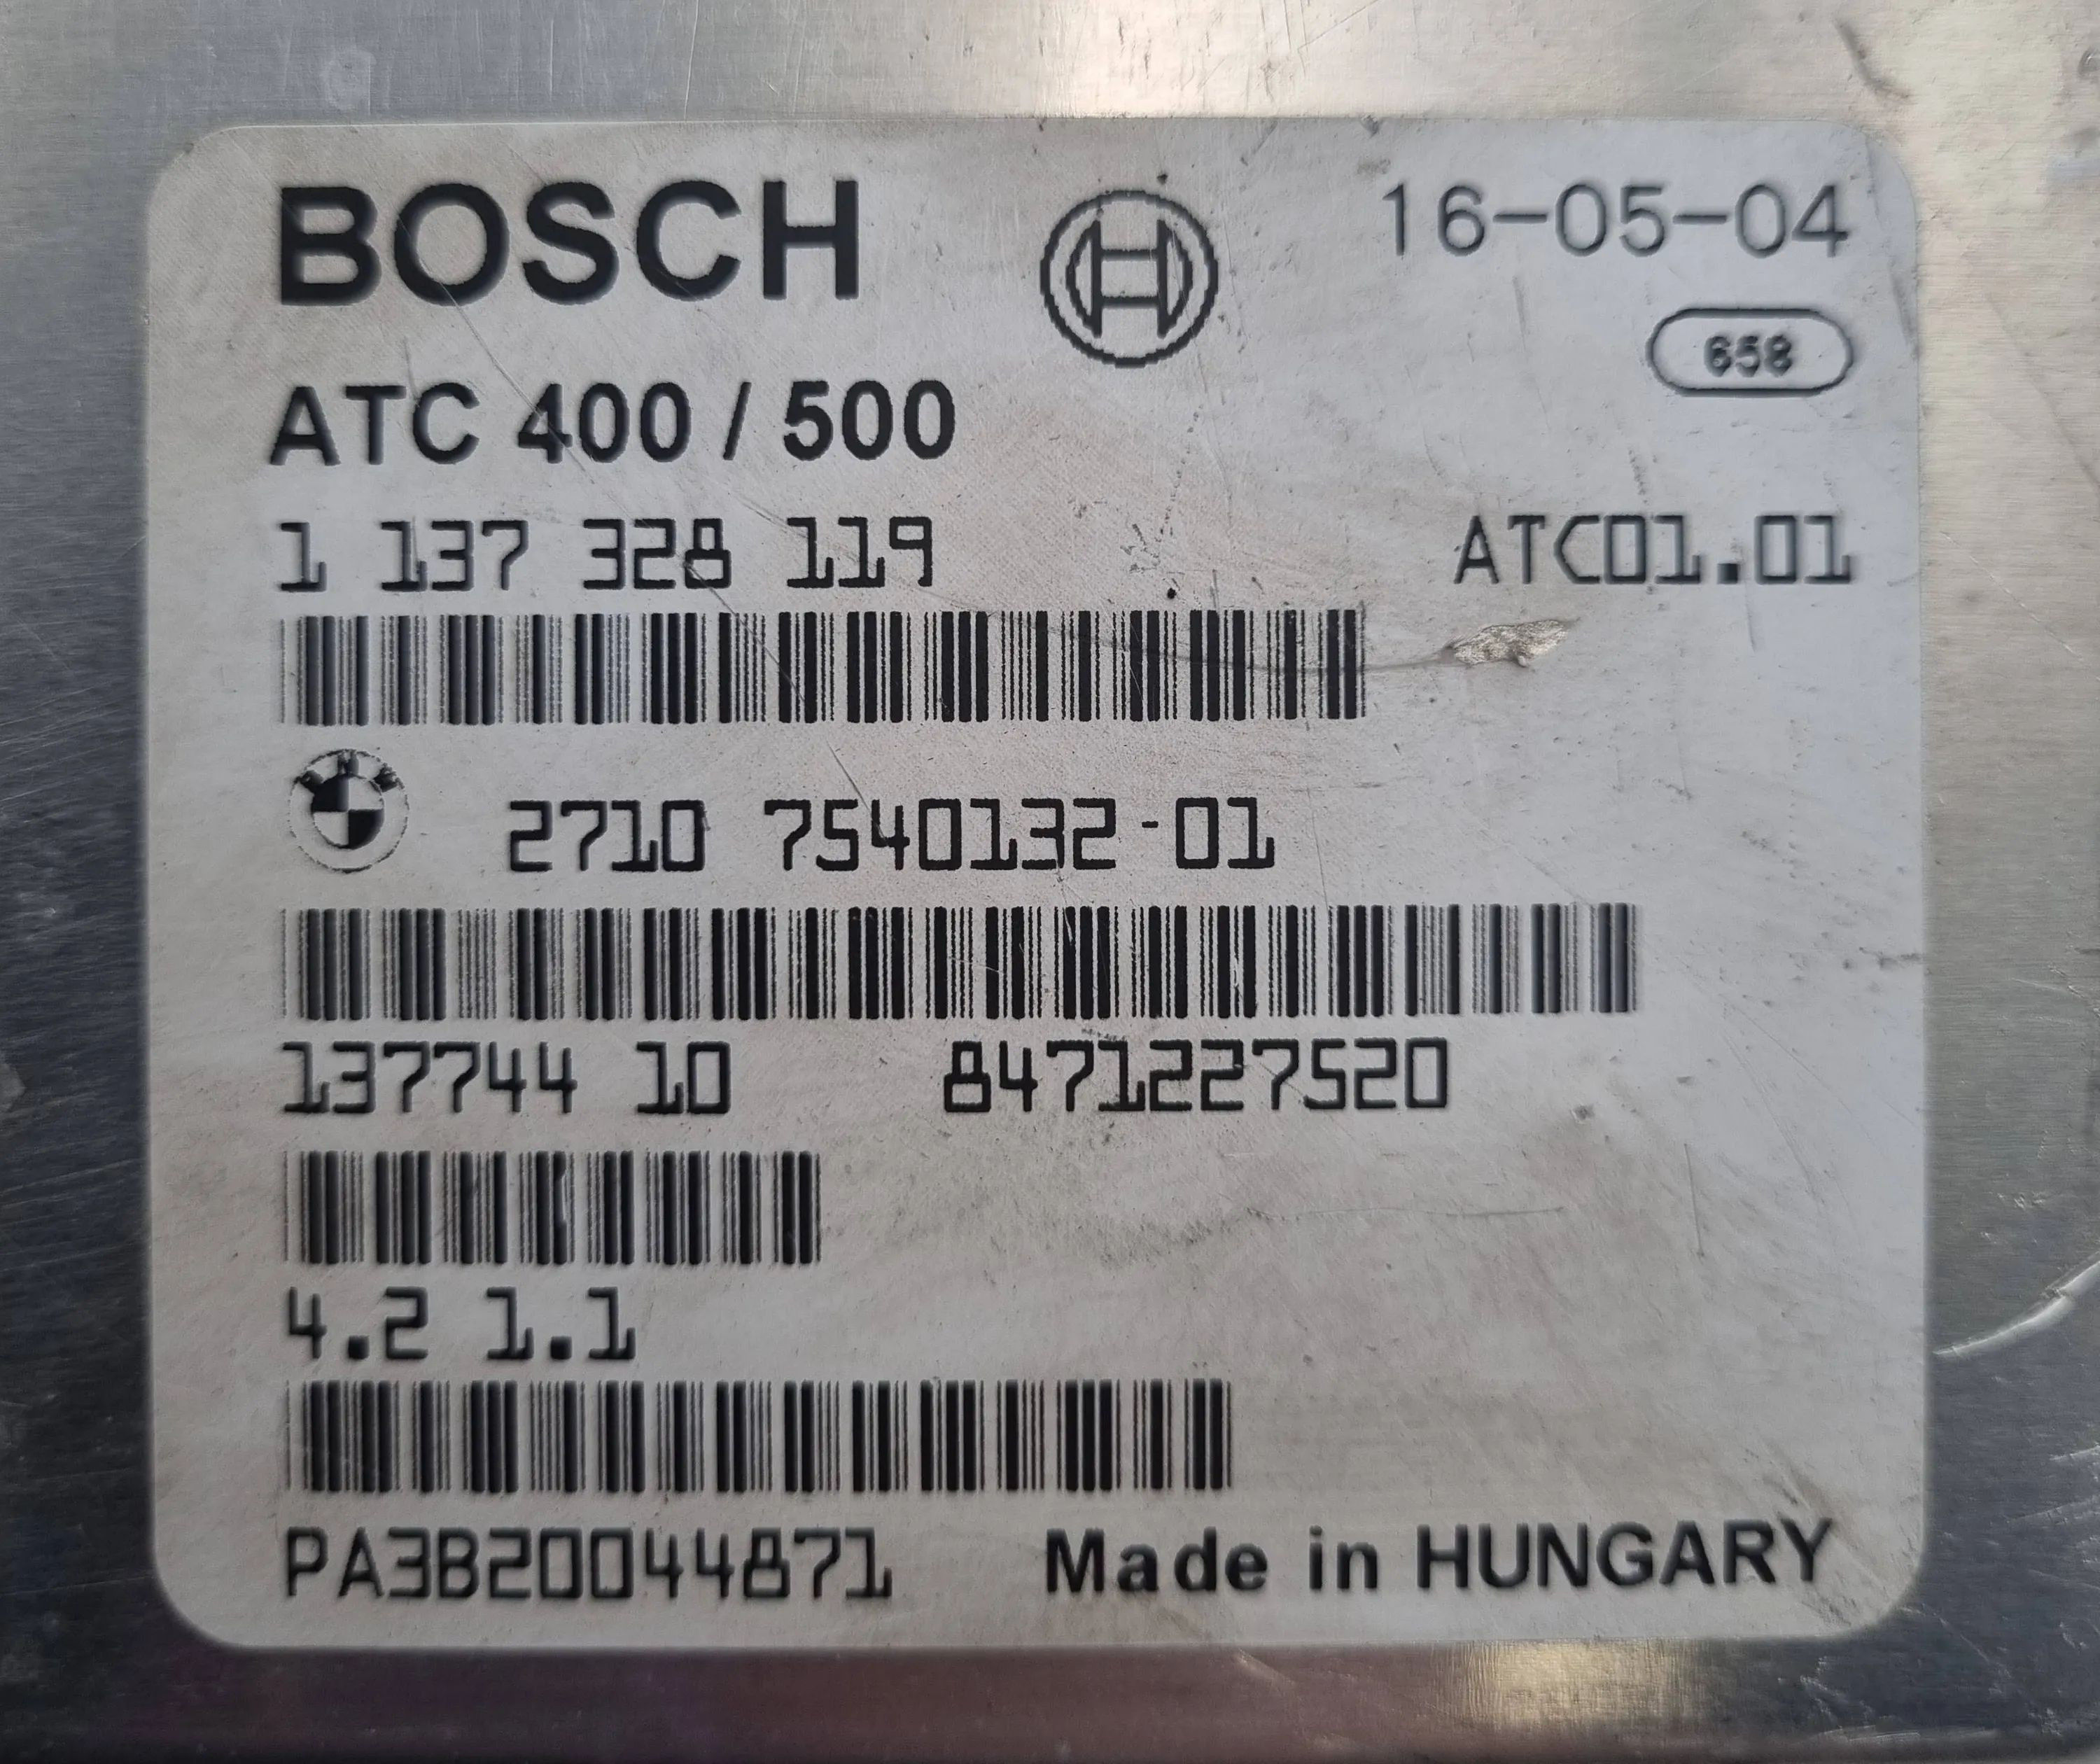 BOSCH 16-05-04
658
ATC 400 / 500
1 137 328 119 ATC01.01
BMW
2710 7540132-01
137744 10 8471227520
4.2 1.1
PA3B20044871 Made in HUNGARY